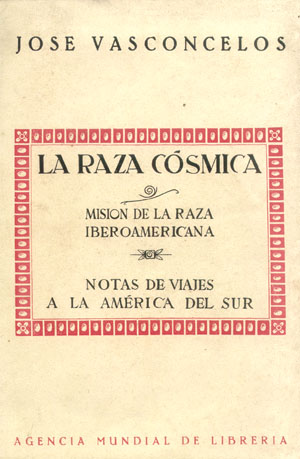 JOSE VASCONCELOS
LA RAZA CÓSMICA
MISION DE LA RAZA
IBEROAMERICANA
NOTAS DE VIAJES
A LA AMÉRICA DEL SUR
AGENCIA MUNDIAL DE LIBRERIA